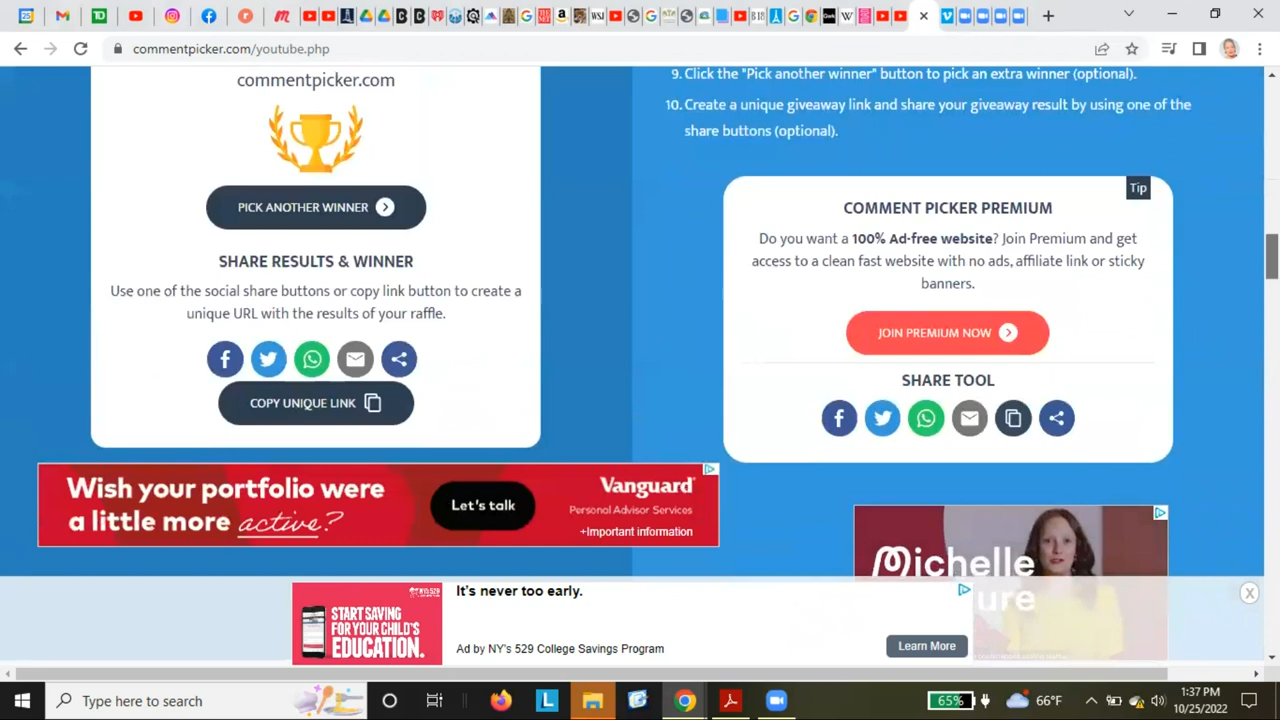 commentpicker.com/youtube.php
commentpicker.com
PICK ANOTHER WINNER
SHARE RESULTS & WINNER
Use one of the social share buttons or copy link button to create a
unique URL with the results of your raffle.
COPY UNIQUE LINK
9. Click the "Pick another winner" button to pick an extra winner (optional).
10. Create a unique giveaway link and share your giveaway result by using one of the
share buttons (optional).
Tip
COMMENT PICKER PREMIUM
Do you want a 100% Ad-free website? Join Premium and get
access to a clean fast website with no ads, affiliate link or sticky
banners.
JOIN PREMIUM NOW
SHARE TOOL
Wish your portfolio were
a little more active?
Let's talk
Vanguard
Personal Advisor Services
+Important information
Michelle
ure
START SAVING
FOR YOUR CHILD'S
EDUCATION.
It's never too early.
Ad by NY's 529 College Savings Program
Learn More
X
Type here to search
65%
66°F
1:37 PM
10/25/2022